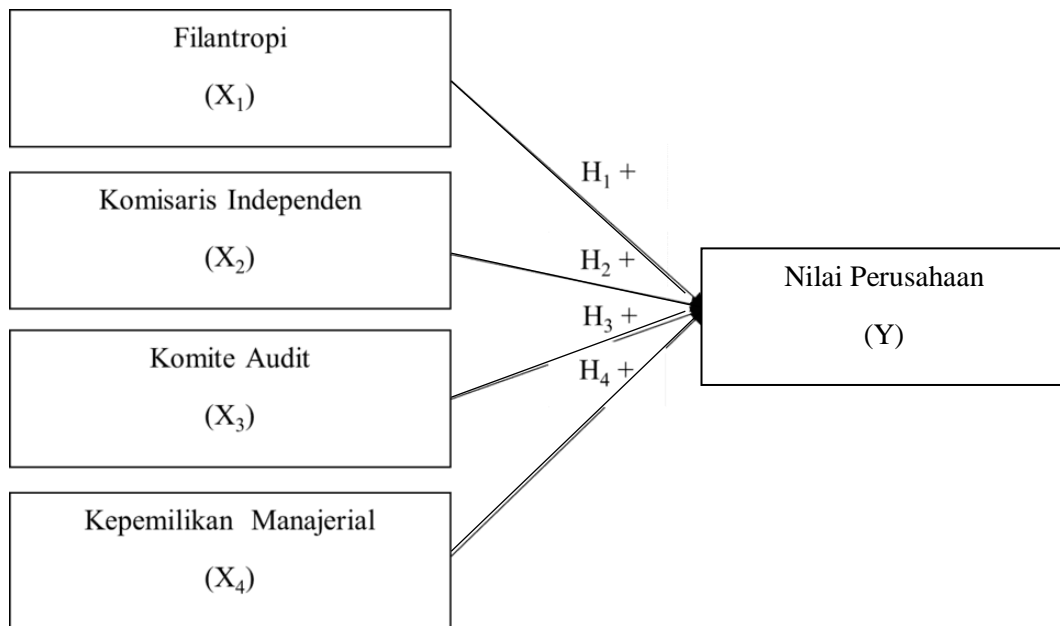 Filantropi
(X₁)
Komisaris Independen
(X₂)
Komite Audit
(X₃)
Kepemilikan Manajerial
(X₄)
H₁ +
H₂ +
H₃ +
H₄ +
Nilai Perusahaan
(Y)